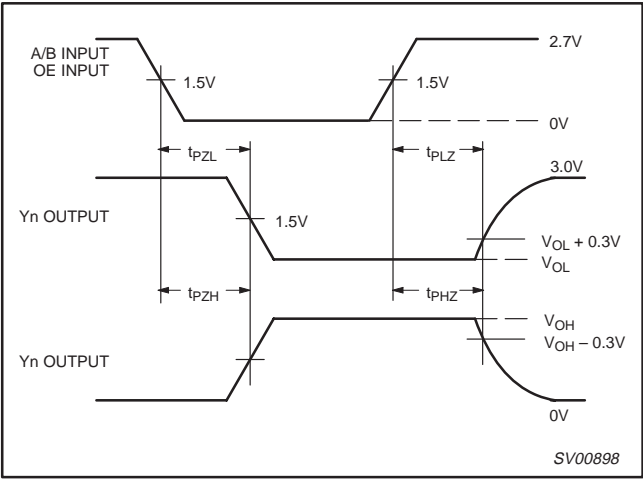 A/B INPUT
OE INPUT
2.7V
1.5V
1.5V
0V
tPZL
tPLZ
3.0V
Yn OUTPUT
1.5V
VOL + 0.3V
VOL
tPZH
tPHZ
VOH
VOH – 0.3V
Yn OUTPUT
0V
SV00898